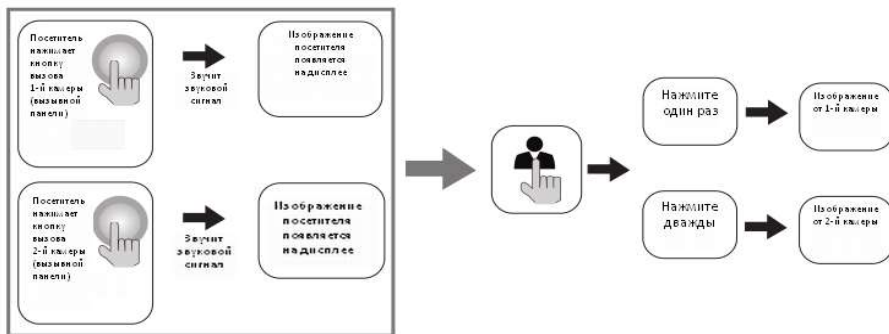 Посетитель
нажимает
кнопку
вызова
1-й камеры
(вызывной
панели)
Звучит
звуковой
сигнал
Изображение
посетителя
появляется
на дисплее
Посетитель
нажимает
кнопку
вызова
2-й камеры
(вызывной
панели)
Звучит
звуковой
сигнал
Изображение
посетителя
появляется
на дисплее
Нажмите
один раз
Изображение
от 1-й камеры
Нажмите
дважды
Изображение
от 2-й камеры